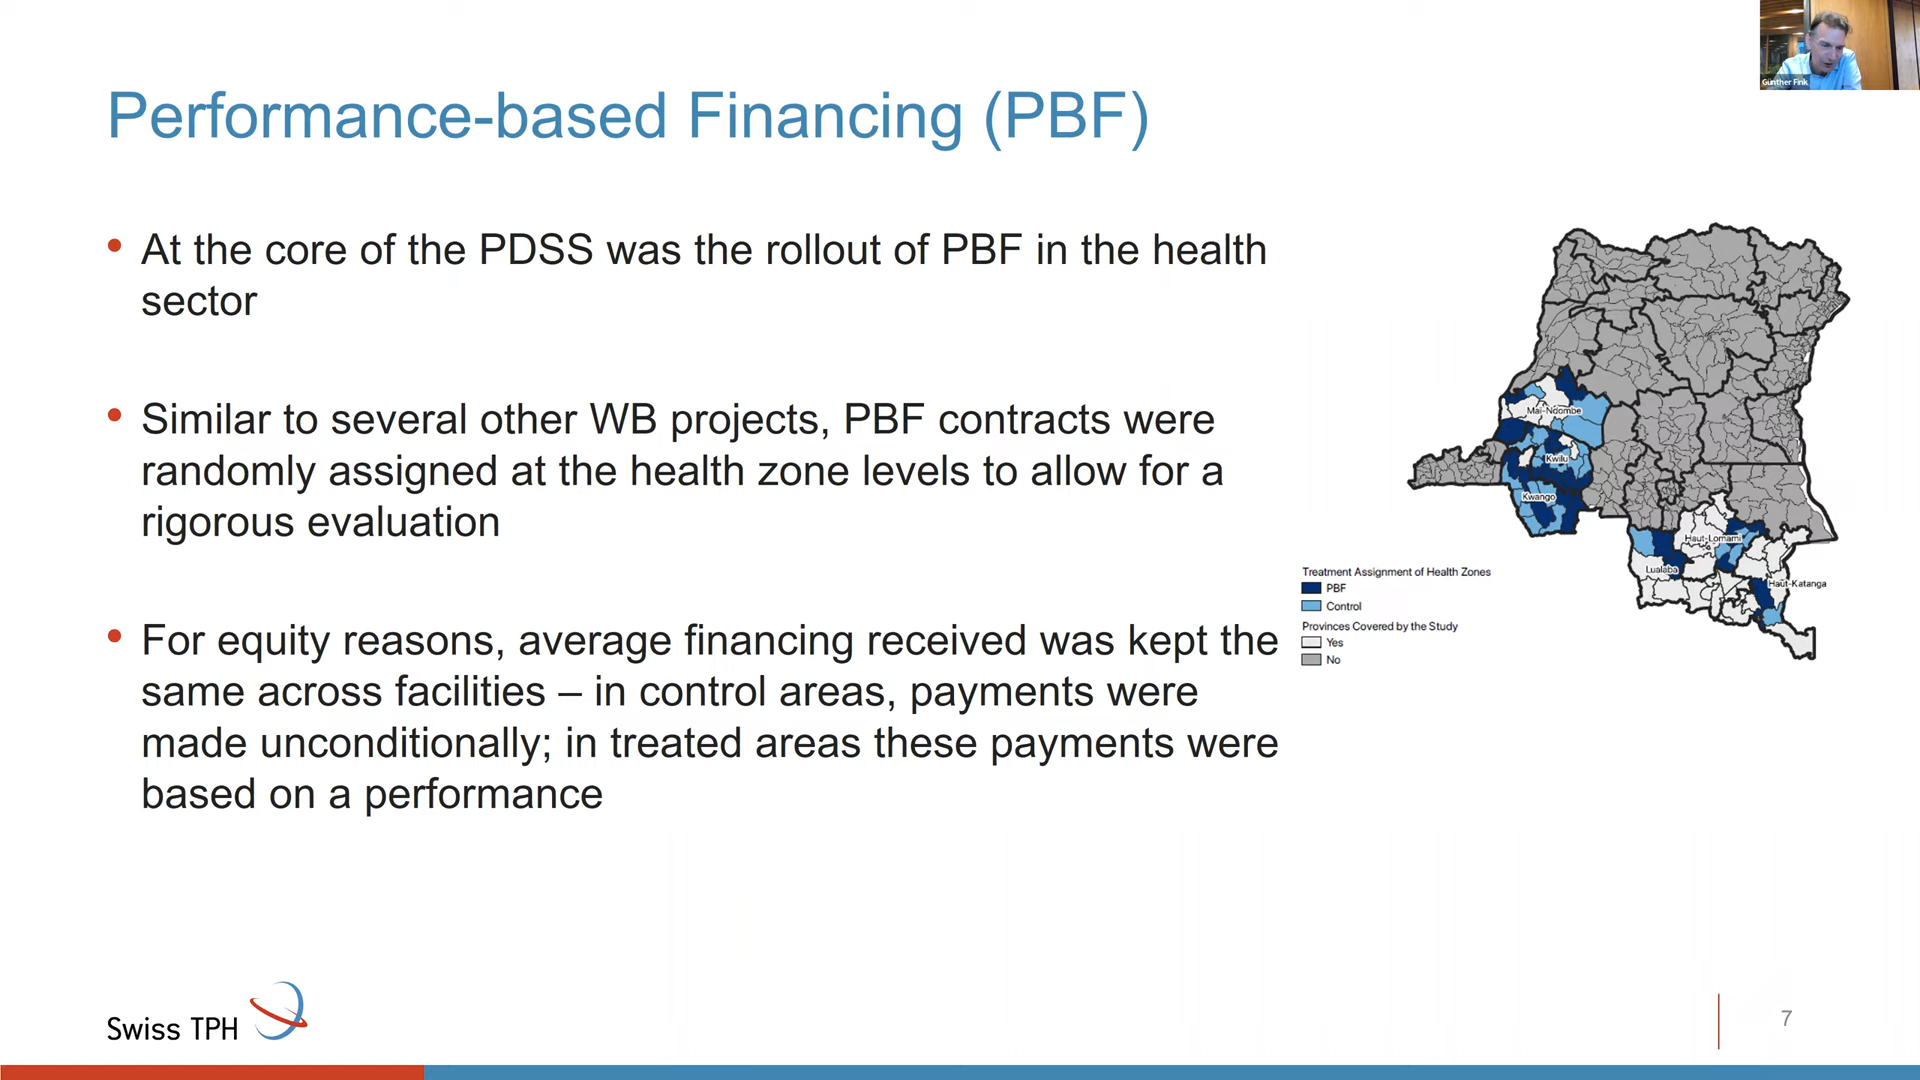 Günther Fink
Performance-based Financing (PBF)
• At the core of the PDSS was the rollout of PBF in the health
sector
• Similar to several other WB projects, PBF contracts were
randomly assigned at the health zone levels to allow for a
rigorous evaluation
• For equity reasons, average financing received was kept the
same across facilities – in control areas, payments were
made unconditionally; in treated areas these payments were
based on a performance
Mai-Ndombe
Kwilu
Kwango
Haut-Lomami
Lualaba
Haut-Katanga
Treatment Assignment of Health Zones
PBF
Control
Provinces Covered by the Study
Yes
No
Swiss TPH
7